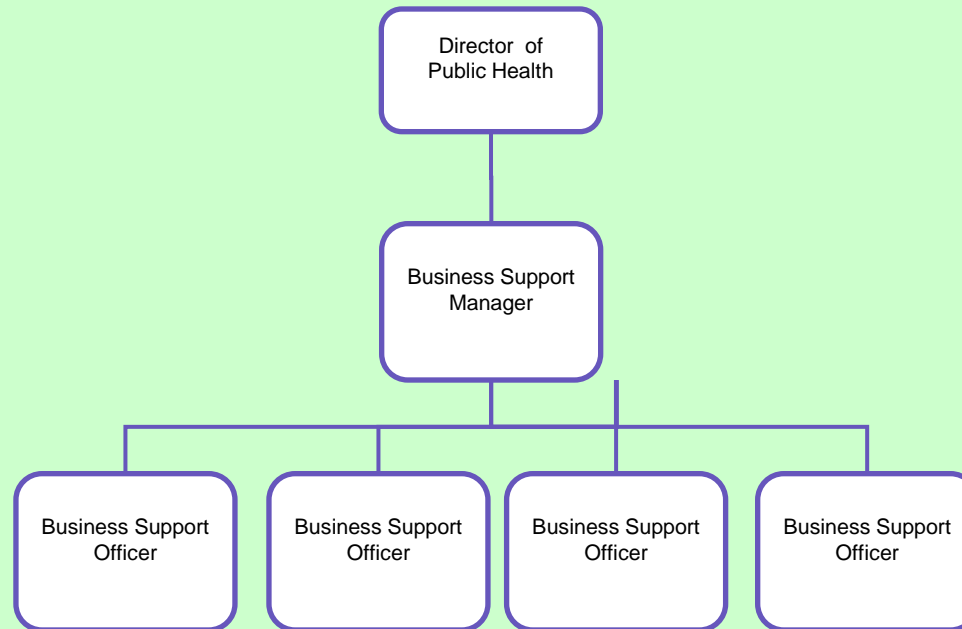 Director of
Public Health
Business Support
Manager
Business Support
Officer
Business Support
Officer
Business Support
Officer
Business Support
Officer